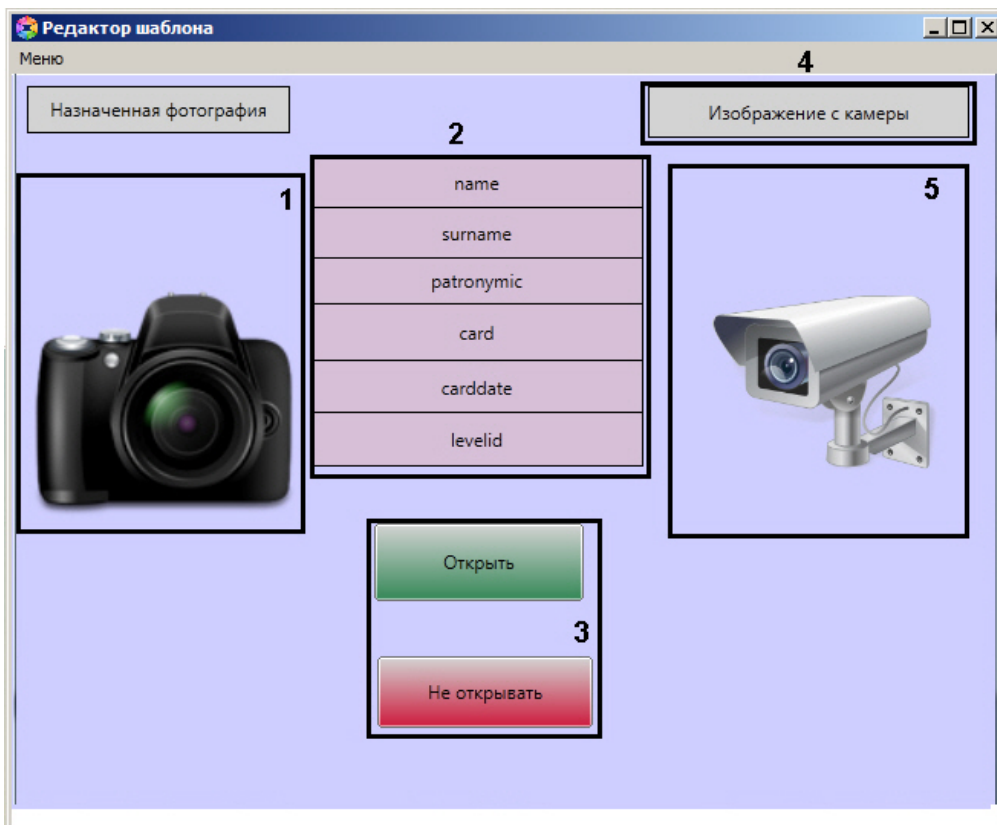 Редактор шаблона
Меню
4
Назначенная фотография
Изображение с камеры
2
1
name
surname
patronymic
card
carddate
levelid
5
Открыть
3
Не открывать